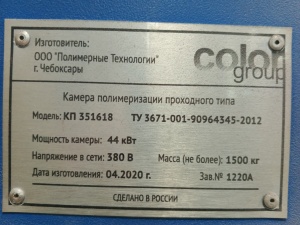 Изготовитель:
ООО "Полимерные Технологии"
г. Чебоксары
color
group
Камера полимеризации проходного типа
Модель: КП 351618 ТУ 3671-001-90964345-2012
Мощность камеры: 44 кВт
Напряжение в сети: 380 В Масса (не более): 1500 кг
Дата изготовления: 04.2020 г. Зав.№ 1220А
СДЕЛАНО В РОССИИ